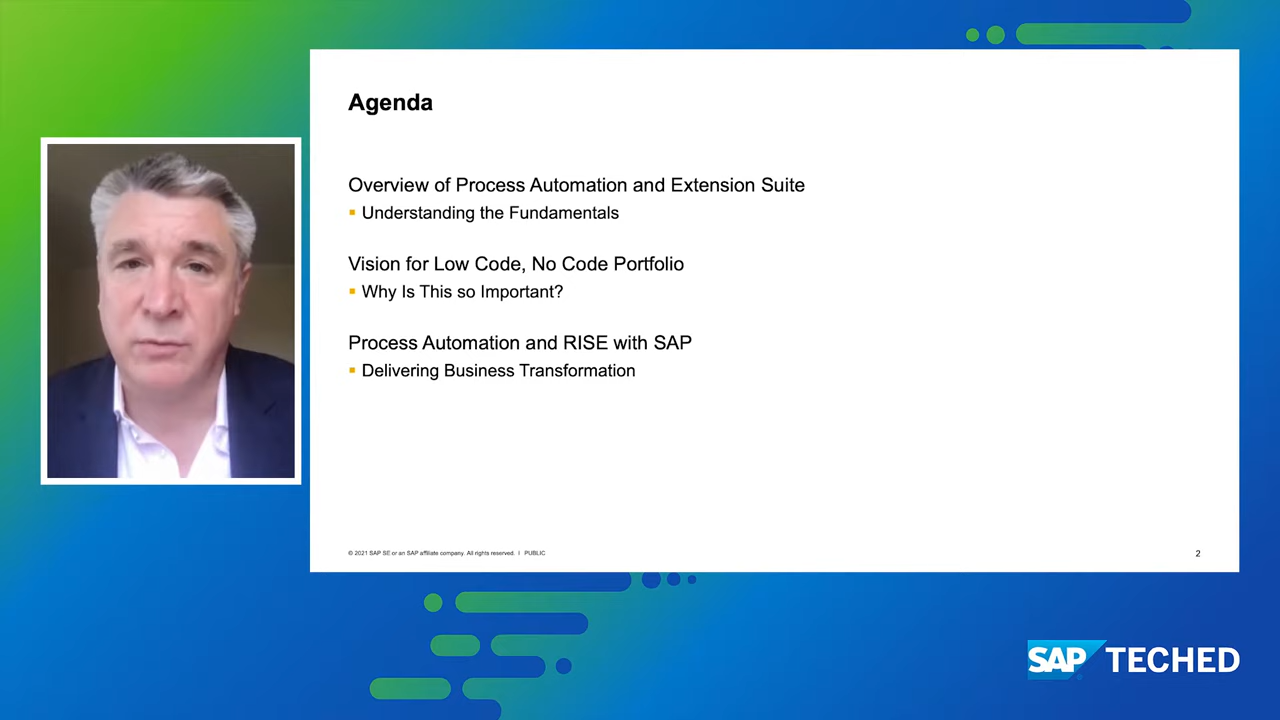 Agenda
Overview of Process Automation and Extension Suite
▪ Understanding the Fundamentals
Vision for Low Code, No Code Portfolio
▪ Why Is This so Important?
Process Automation and RISE with SAP
▪ Delivering Business Transformation
© 2021 SAP SE or an SAP affiliate company. All rights reserved. I PUBLIC
2
SAP TECHED